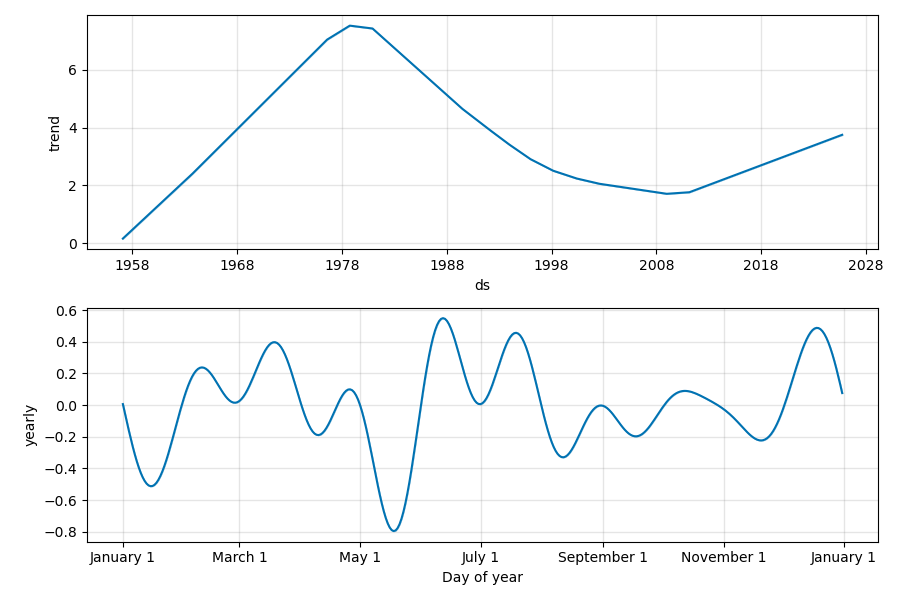 6
4
2
0
trend
1958 1968 1978 1988 1998 2008 2018 2028
ds
0.6
0.4
0.2
0.0
−0.2
−0.4
−0.6
−0.8
yearly
January 1 March 1 May 1 July 1 September 1 November 1 January 1
Day of year